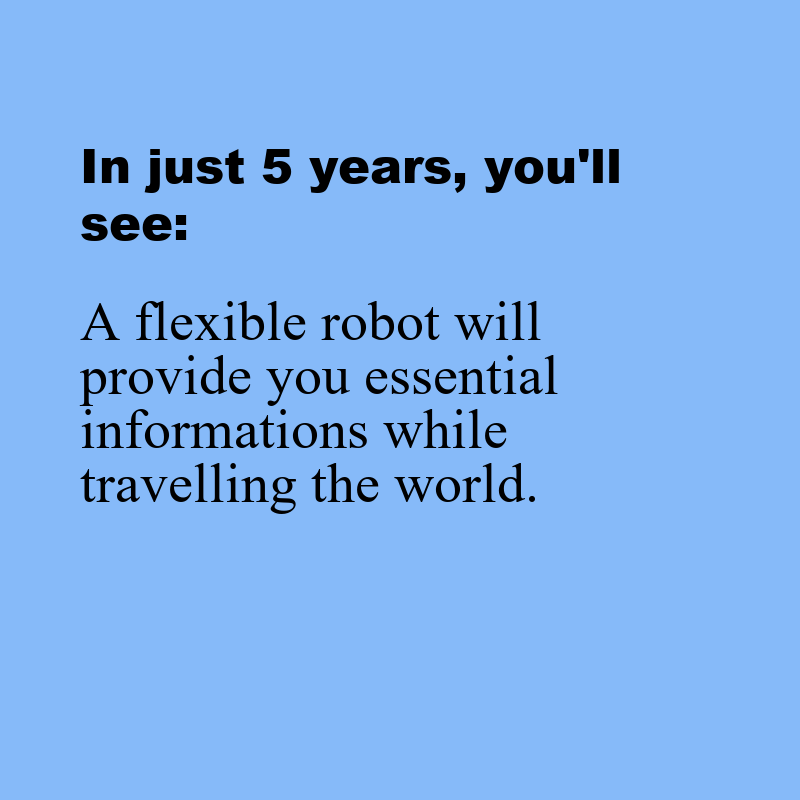 In just 5 years, you'll
see:
A flexible robot will
provide you essential
informations while
travelling the world.